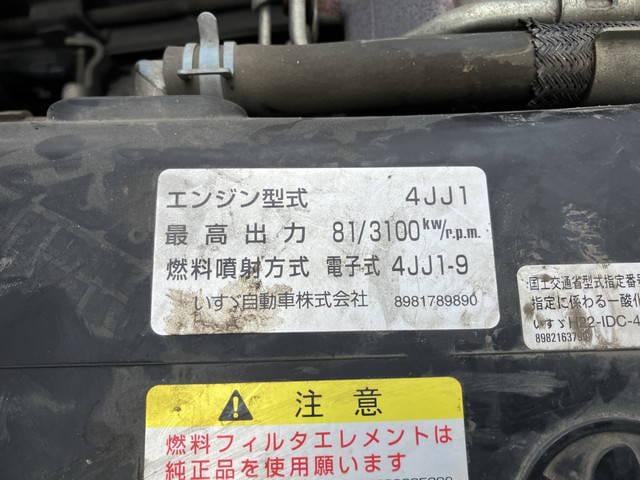 エンジン型式 4JJ1
最高出力 81/3100 kw/r.p.m.
燃料噴射方式 電子式 4JJ1-9
いすゞ自動車株式会社 8981789890
国土交通省型式指定番
指定に係わる一酸化
いすゞ
898216379
注意
燃料フィルタエレメントは
純正品を使用願います